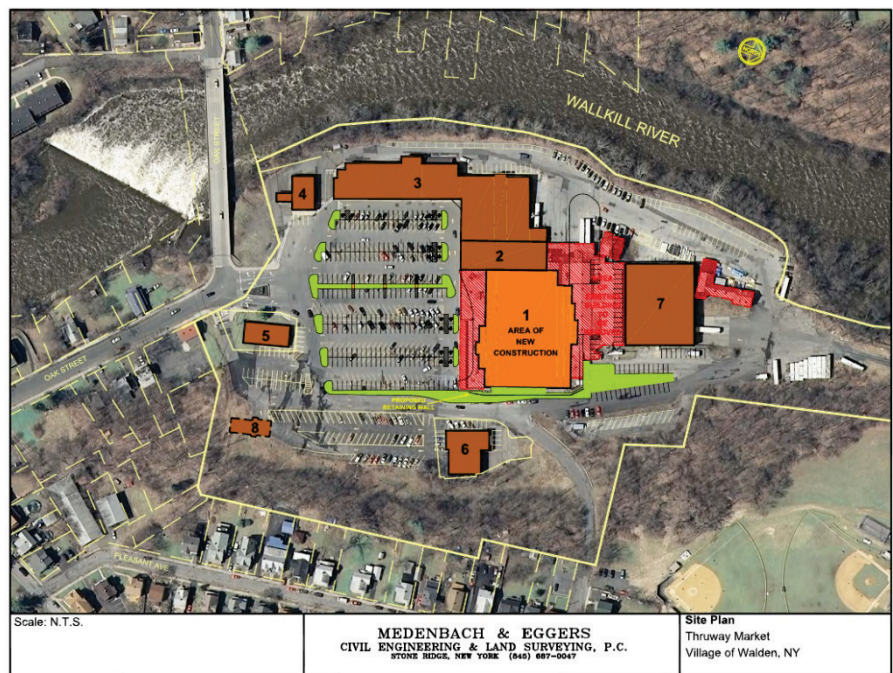 WALLKILL RIVER
OAK STREET
4
3
2
1
AREA OF
NEW
CONSTRUCTION
7
5
OAK STREET
PROPOSED
RETAINING WALL
8
6
PLEASANT AVE
Scale: N.T.S.
MEDENBACH & EGGERS
CIVIL ENGINEERING & LAND SURVEYING, P.C.
STONE RIDGE, NEW YORK (845) 687-0047
Site Plan
Thruway Market
Village of Walden, NY